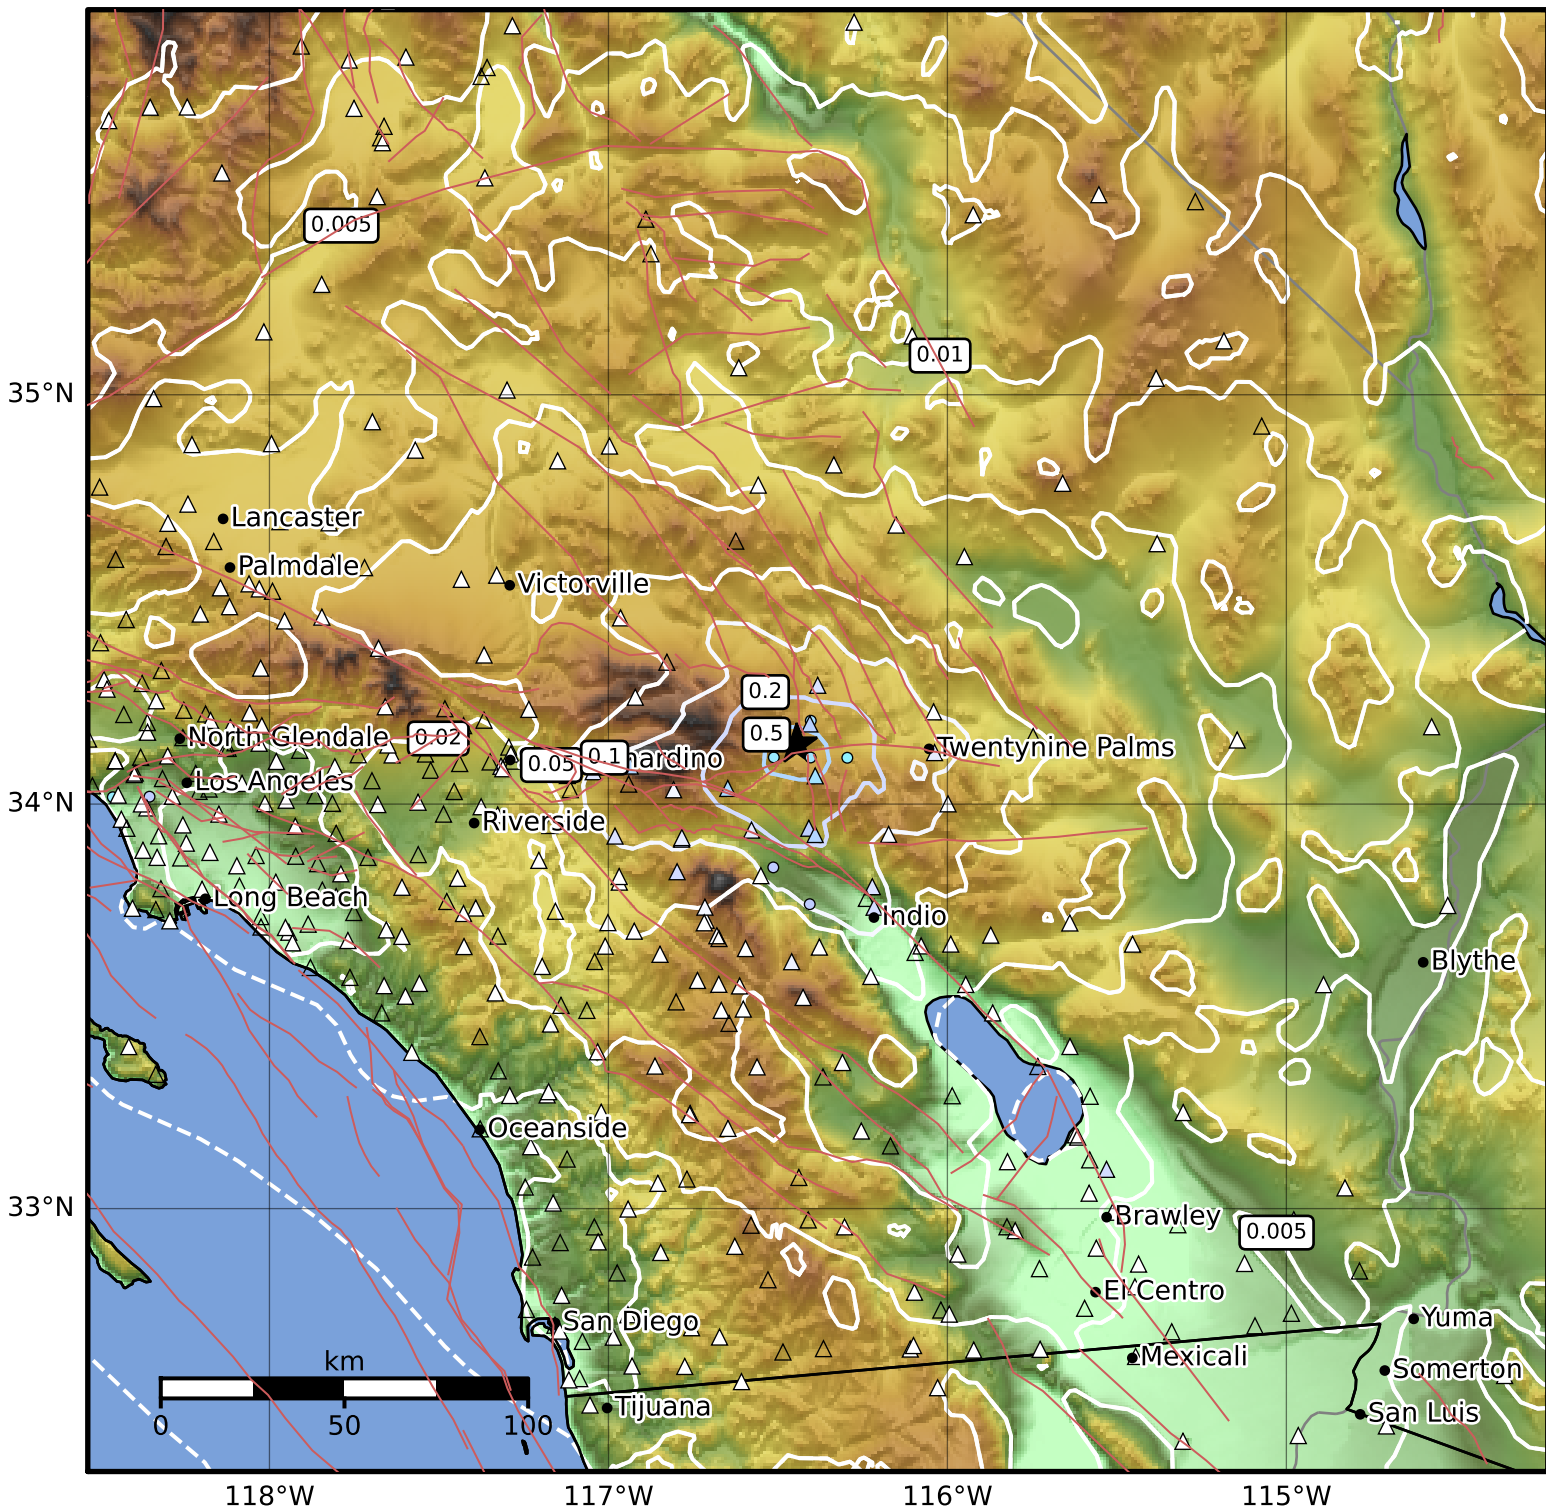 0.005
0.01
35°N
Lancaster
Palmdale
Victorville
0.2
0.5
North Glendale
0.02
0.05
0.1
nardino
Twentynine Palms
34°N
Los Angeles
Riverside
Long Beach
Indio
Blythe
Oceanside
33°N
Brawley
0.005
El Centro
San Diego
Yuma
Mexicali
Somerton
km
0
50
100
Tijuana
San Luis
118°W
117°W
116°W
115°W